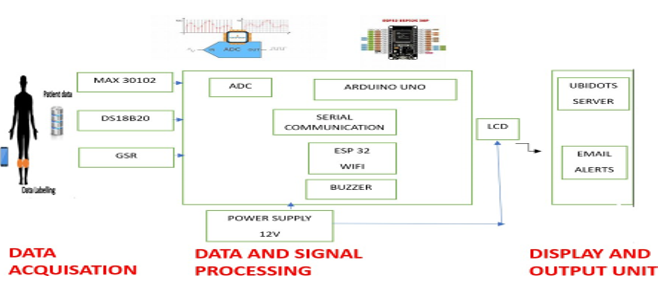 ADC
Patient data
Data Labelling
MAX 30102
DS18B20
GSR
ADC
ARDUINO UNO
SERIAL
COMMUNICATION
ESP 32
WIFI
BUZZER
POWER SUPPLY
12V
LCD
UBIDOTS
SERVER
EMAIL
ALERTS
DATA
ACQUISATION
DATA AND SIGNAL
PROCESSING
DISPLAY AND
OUTPUT UNIT